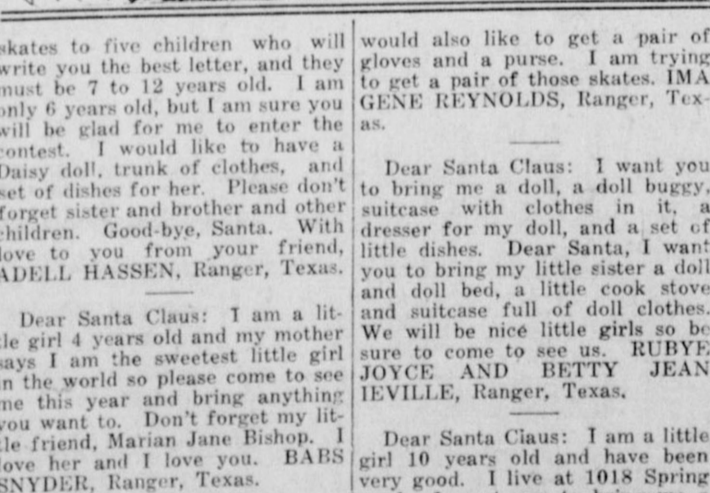 skates to five children who will
write you the best letter, and they
must be 7 to 12 years old. I am
only 6 years old, but I am sure you
will be glad for me to enter the
contest. I would like to have a
Daisy doll, trunk of clothes, and
set of dishes for her. Please don't
forget sister and brother and other
children. Good-bye, Santa. With
love to you from your friend,
ADELL HASSEN, Ranger, Texas.
Dear Santa Claus: I am a lit-
tle girl 4 years old and my mother
says I am the sweetest little girl
in the world so please come to see
me this year and bring anything
you want to. Don't forget my lit-
tle friend, Marian Jane Bishop. I
love her and I love you. BABS
SNYDER, Ranger, Texas.
would also like to get a pair of
gloves and a purse. I am trying
to get a pair of those skates. IMA
GENE REYNOLDS, Ranger, Tex-
as.
Dear Santa Claus: I want you
to bring me a doll, a doll buggy,
suitcase with clothes in it, a
dresser for my doll, and a set of
little dishes. Dear Santa, I want
you to bring my little sister a doll
and doll bed, a little cook stove
and suitcase full of doll clothes.
We will be nice little girls so be
sure to come to see us. RUBYE
JOYCE AND BETTY JEAN
IEVILLE, Ranger, Texas.
Dear Santa Claus: I am a little
girl 10 years old and have been
very good. I live at 1018 Spring